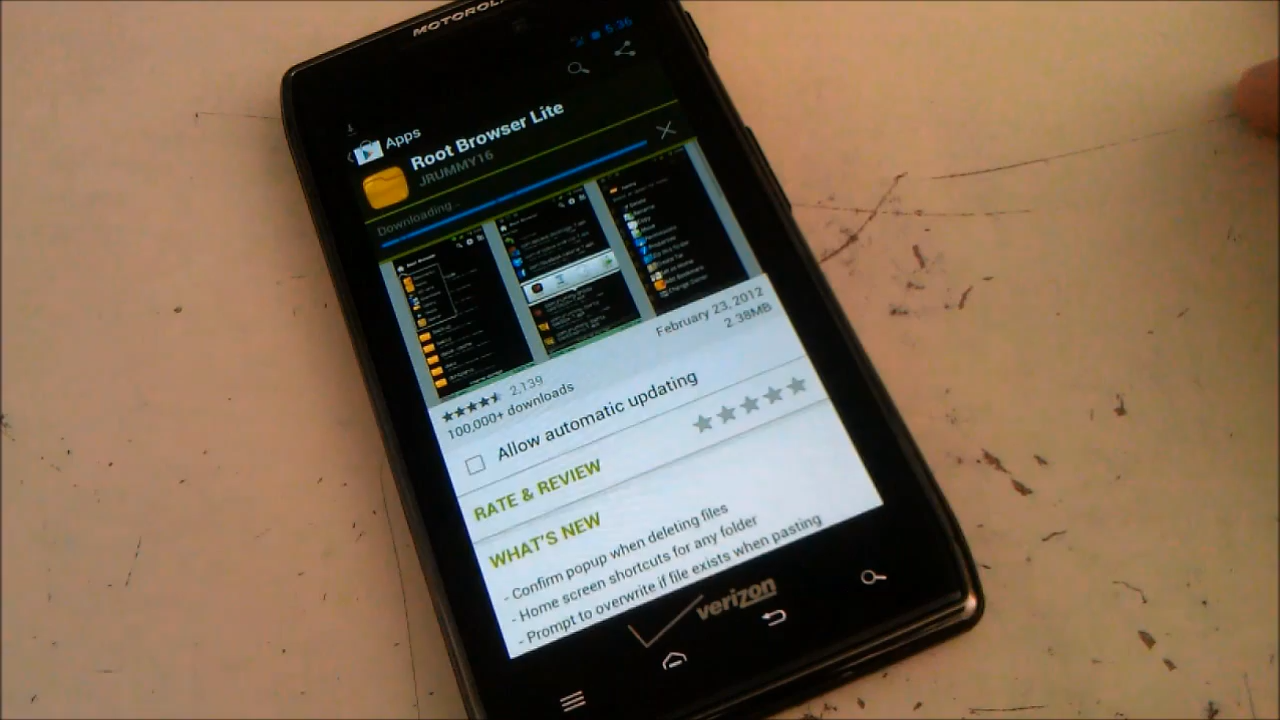 MOTOROLA
5:36
Apps
Root Browser Lite
JRUMMY16
Downloading...
February 23, 2012
2.38MB
2,139
100,000+ downloads
Allow automatic updating
RATE & REVIEW
WHAT'S NEW
- Confirm popup when deleting files
- Home screen shortcuts for any folder
- Prompt to overwrite if file exists when pasting
verizon